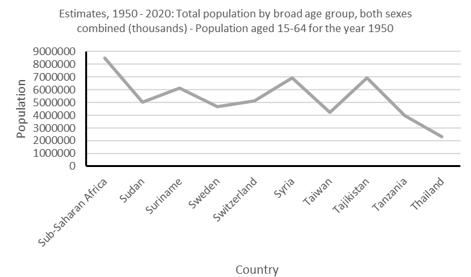 Estimates, 1950 - 2020: Total population by broad age group, both sexes
combined (thousands) - Population aged 15-64 for the year 1950
Population
9000000
8000000
7000000
6000000
5000000
4000000
3000000
2000000
1000000
0
Sub-Saharan Africa
Sudan
Suriname
Sweden
Switzerland
Syria
Taiwan
Tajikistan
Tanzania
Thailand
Country